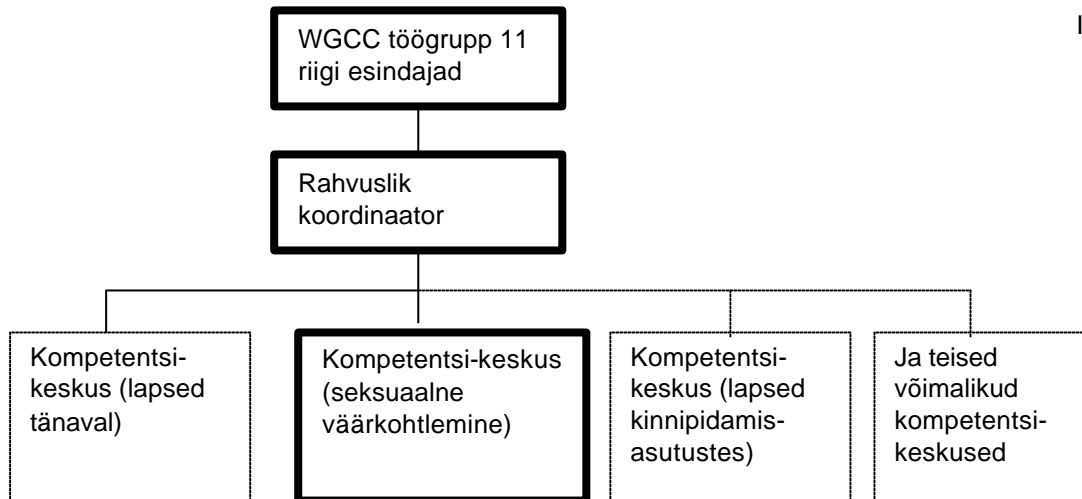 WGCC töögrupp 11
riigi esindajad
Rahvuslik
koordinaator
Kompetentsi-
keskus (lapsed
tänaval)
Kompetentsi-keskus
(seksuaalne
väärkohtlemine)
Kompetentsi-
keskus (lapsed
kinnipidamis-
asutustes)
Ja teised
võimalikud
kompetentsi-
keskused